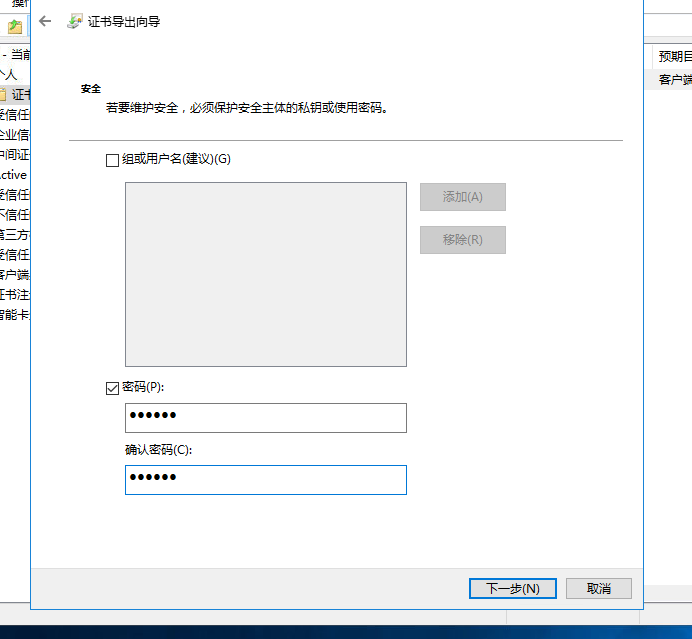 操作
证书导出向导
- 当前
个人
证书
受信任
企业信
中间证
Active
受信任
不信任
第三方
受信任
客户端
证书注
智能卡
预期目
客户端
安全
若要维护安全，必须保护安全主体的私钥或使用密码。
组或用户名(建议)(G)
添加(A)
移除(R)
密码(P):
●●●●●●
确认密码(C):
●●●●●●
下一步(N)
取消